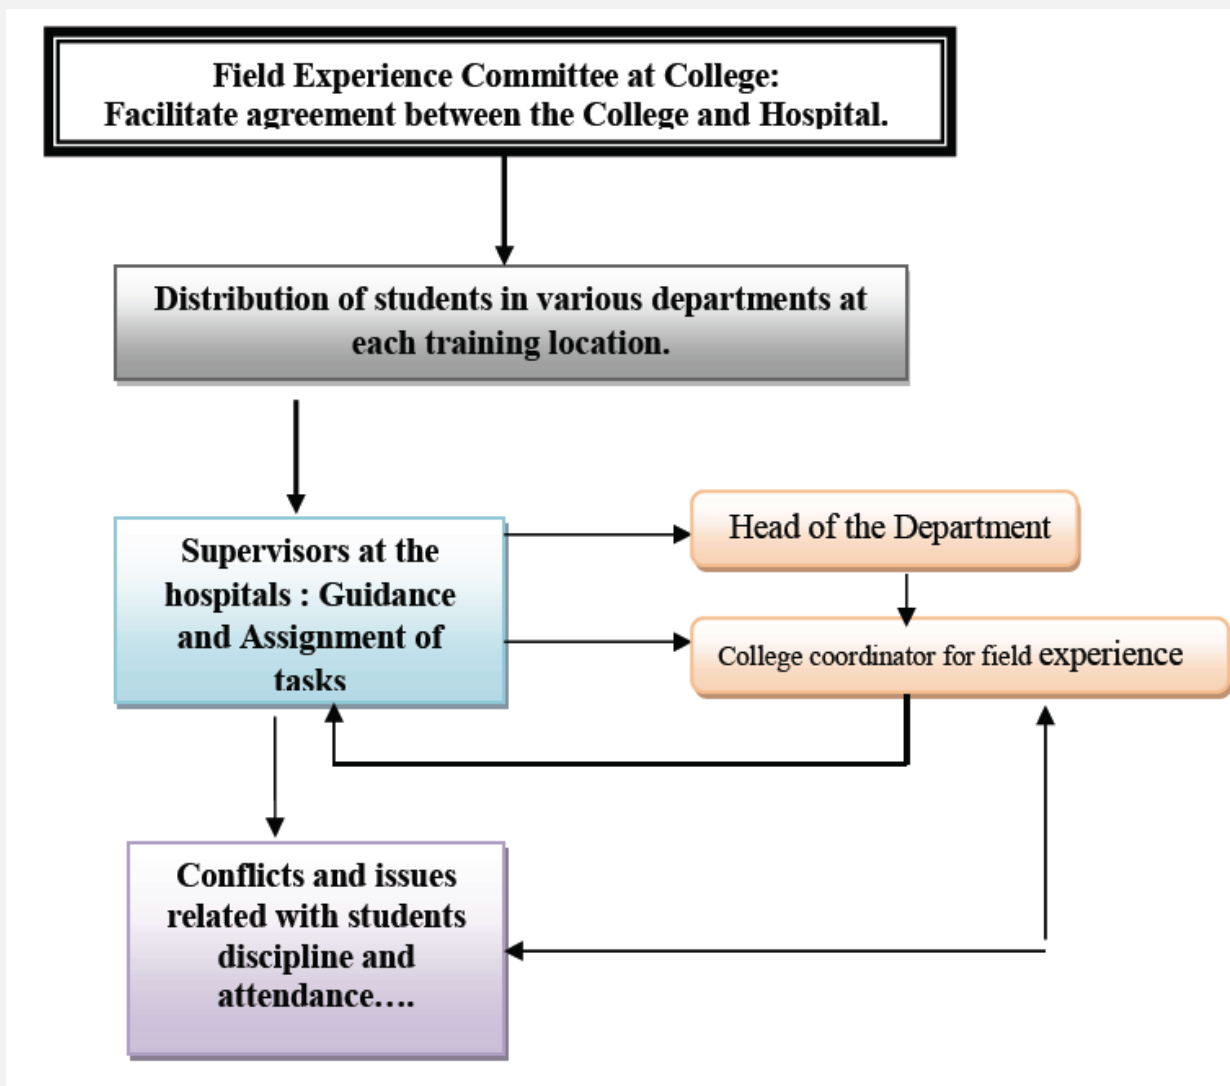 Field Experience Committee at College:
Facilitate agreement between the College and Hospital.
Distribution of students in various departments at
each training location.
Supervisors at the
hospitals : Guidance
and Assignment of
tasks
Head of the Department
College coordinator for field experience
Conflicts and issues
related with students
discipline and
attendance….